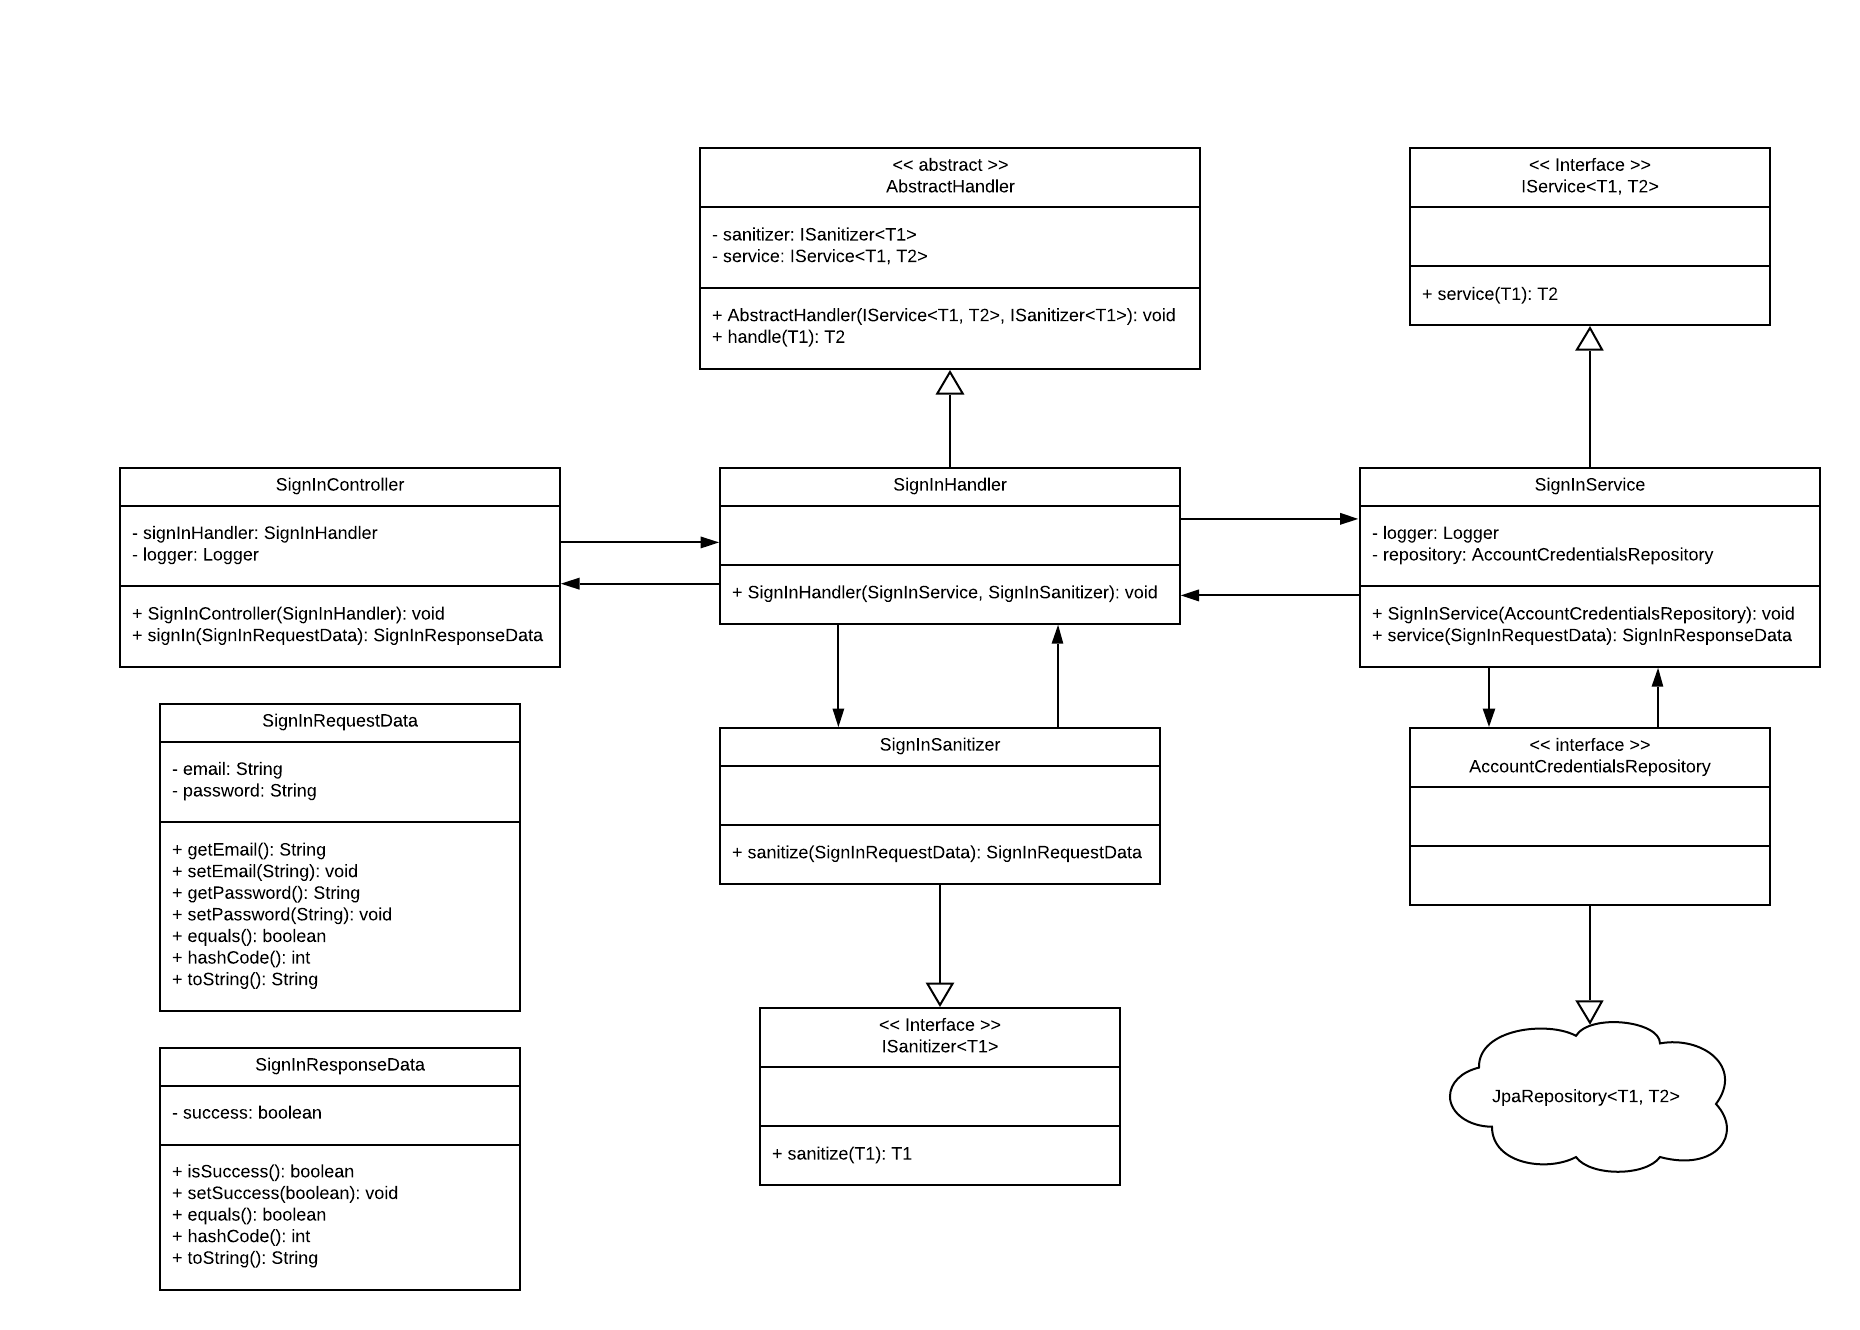 << abstract >>
AbstractHandler
- sanitizer: ISanitizer<T1>
- service: IService<T1, T2>
+ AbstractHandler(IService<T1, T2>, ISanitizer<T1>): void
+ handle(T1): T2
<< Interface >>
IService<T1, T2>
+ service(T1): T2
SignInController
- signInHandler: SignInHandler
- logger: Logger
+ SignInController(SignInHandler): void
+ signIn(SignInRequestData): SignInResponseData
SignInHandler
+ SignInHandler(SignInService, SignInSanitizer): void
SignInService
- logger: Logger
- repository: AccountCredentialsRepository
+ SignInService(AccountCredentialsRepository): void
+ service(SignInRequestData): SignInResponseData
SignInRequestData
- email: String
- password: String
+ getEmail(): String
+ setEmail(String): void
+ getPassword(): String
+ setPassword(String): void
+ equals(): boolean
+ hashCode(): int
+ toString(): String
SignInSanitizer
+ sanitize(SignInRequestData): SignInRequestData
<< interface >>
AccountCredentialsRepository
SignInResponseData
- success: boolean
+ isSuccess(): boolean
+ setSuccess(boolean): void
+ equals(): boolean
+ hashCode(): int
+ toString(): String
<< Interface >>
ISanitizer<T1>
+ sanitize(T1): T1
JpaRepository<T1, T2>